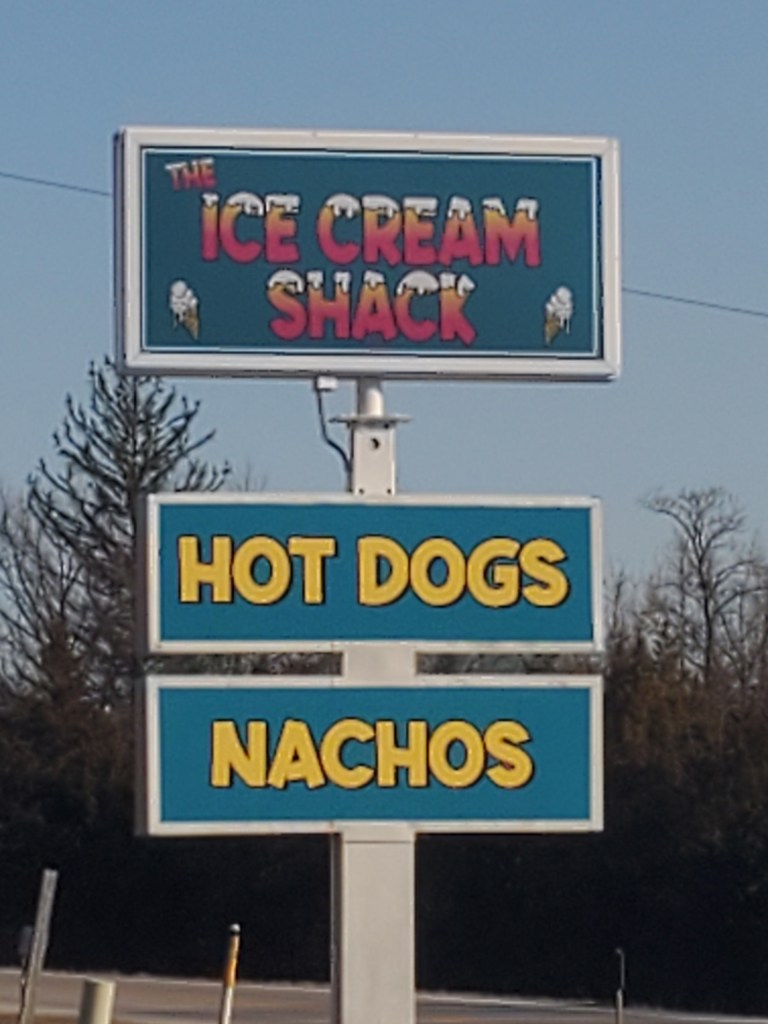 THE
ICE CREAM
SHACK
HOT DOGS
NACHOS